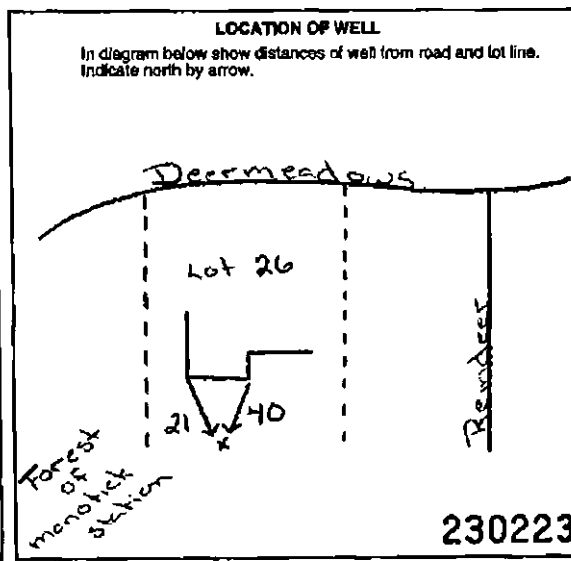 LOCATION OF WELL
In diagram below show distances of well from road and lot line.
Indicate north by arrow.
Deermeadows
Lot 26
Reindeer
21 40
x
Forest
of
manotick
station
230223